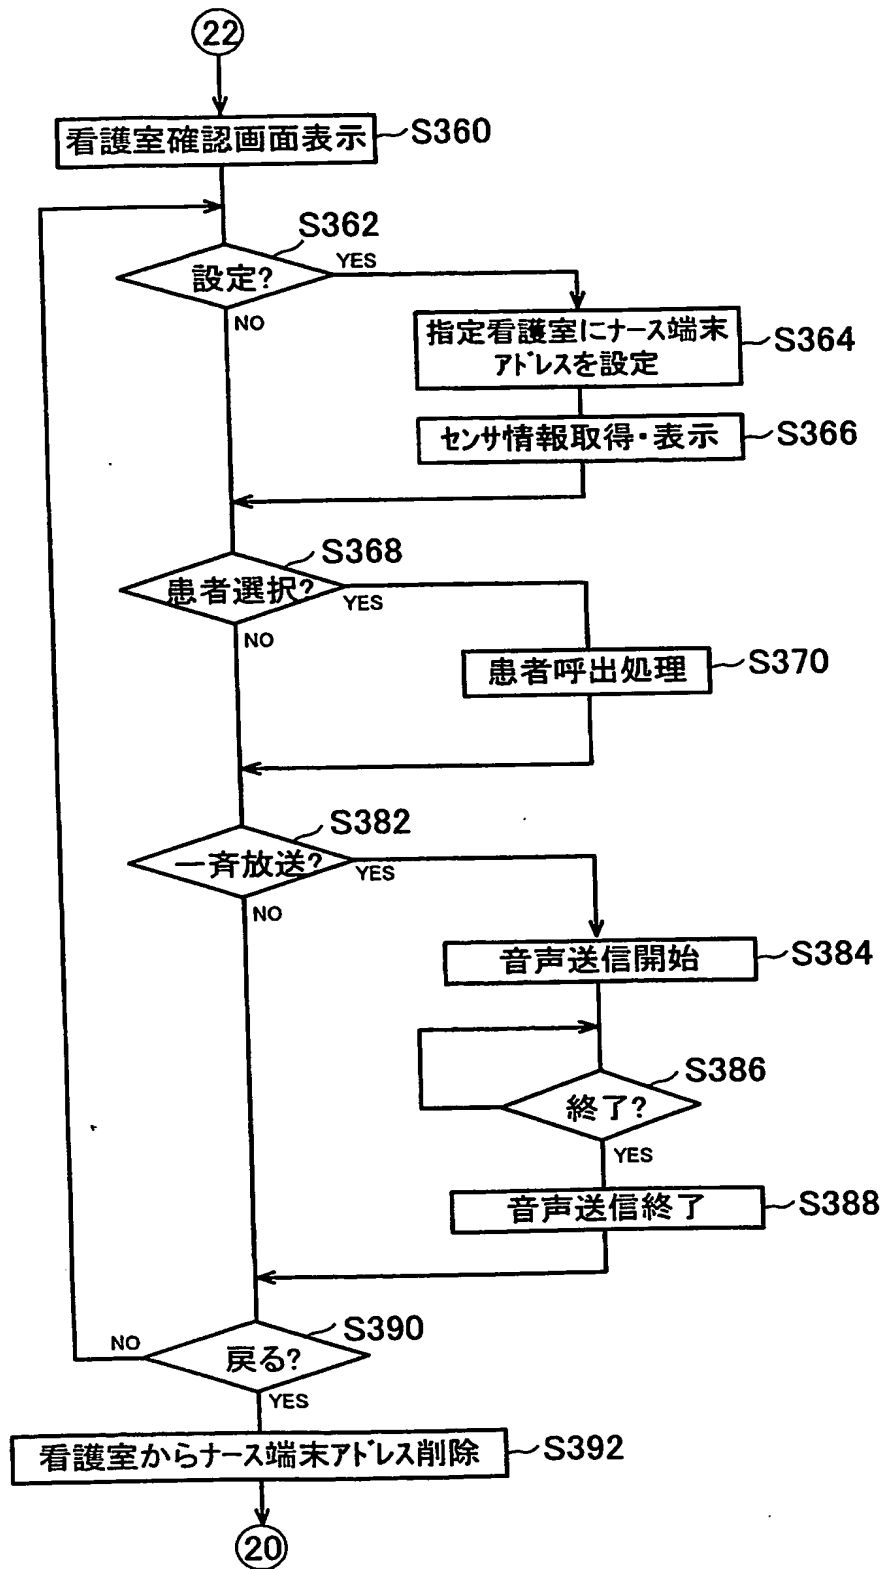 22
看護室確認画面表示
S360
S362
設定?
YES
NO
指定看護室にナース端末
アドレスを設定
S364
センサ情報取得・表示
S366
S368
患者選択?
YES
NO
患者呼出処理
S370
S382
一斉放送?
YES
NO
音声送信開始
S384
S386
終了?
YES
音声送信終了
S388
S390
NO
戻る?
YES
看護室からナース端末アドレス削除
S392
20